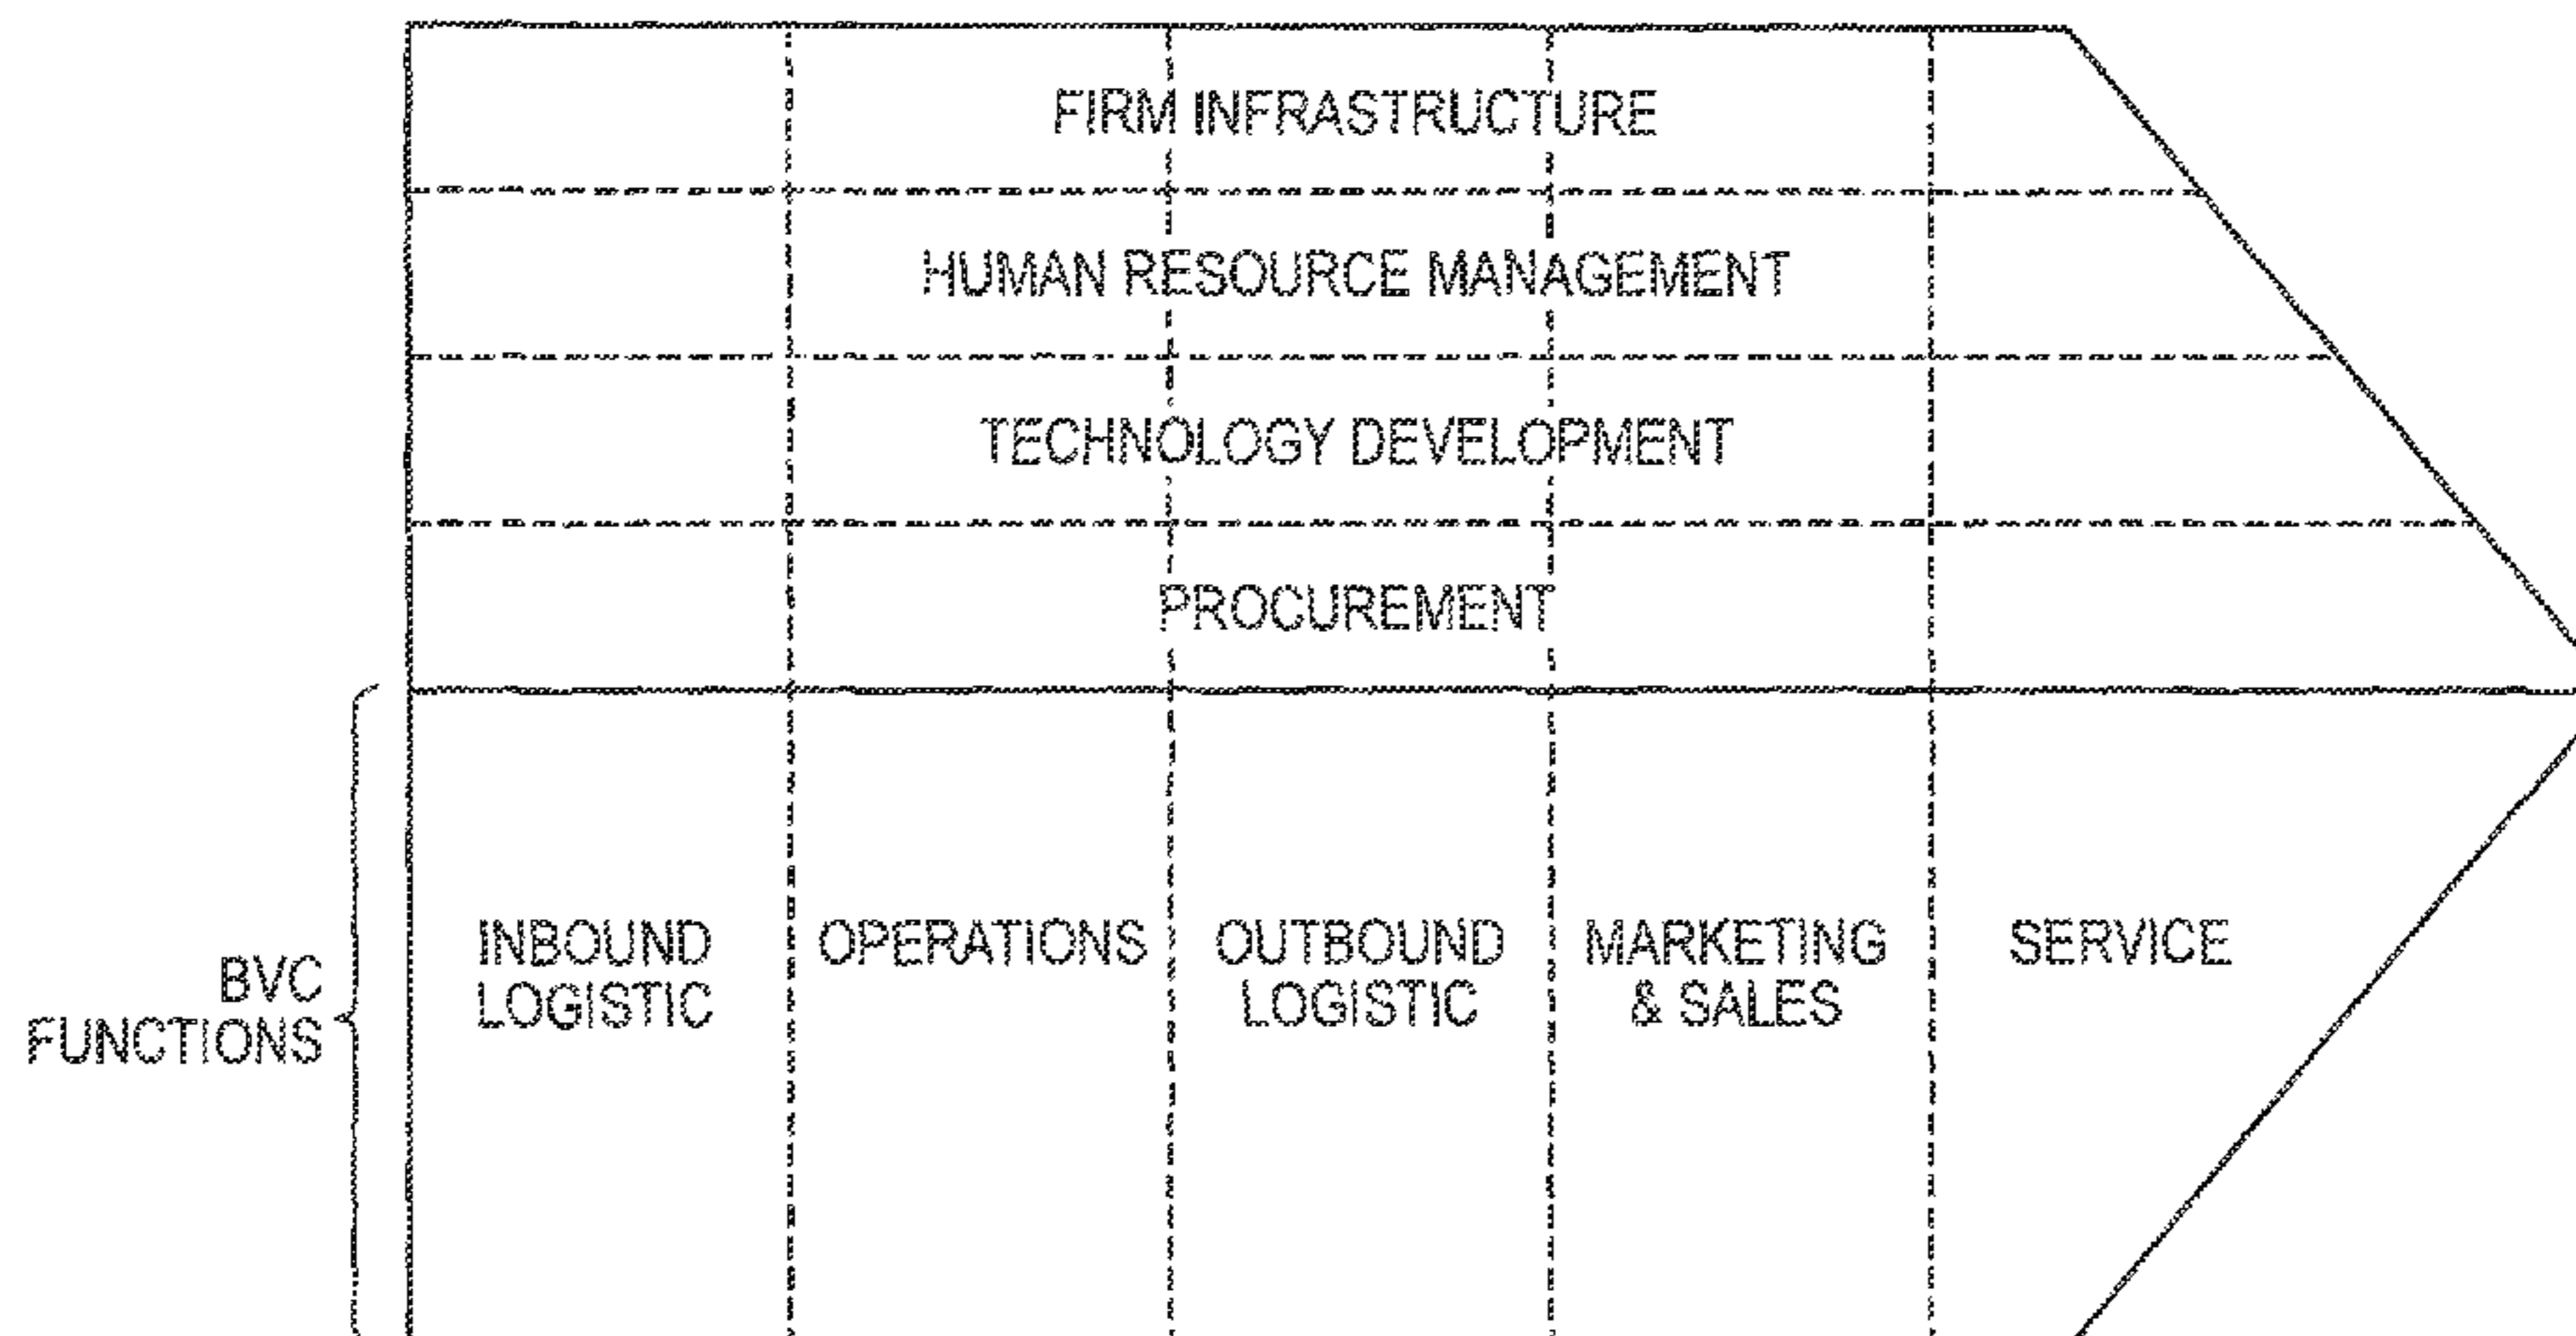 FIRM INFRASTRUCTURE
HUMAN RESOURCE MANAGEMENT
TECHNOLOGY DEVELOPMENT
PROCUREMENT
BVC
FUNCTIONS
INBOUND
LOGISTIC
OPERATIONS
OUTBOUND
LOGISTIC
MARKETING
& SALES
SERVICE